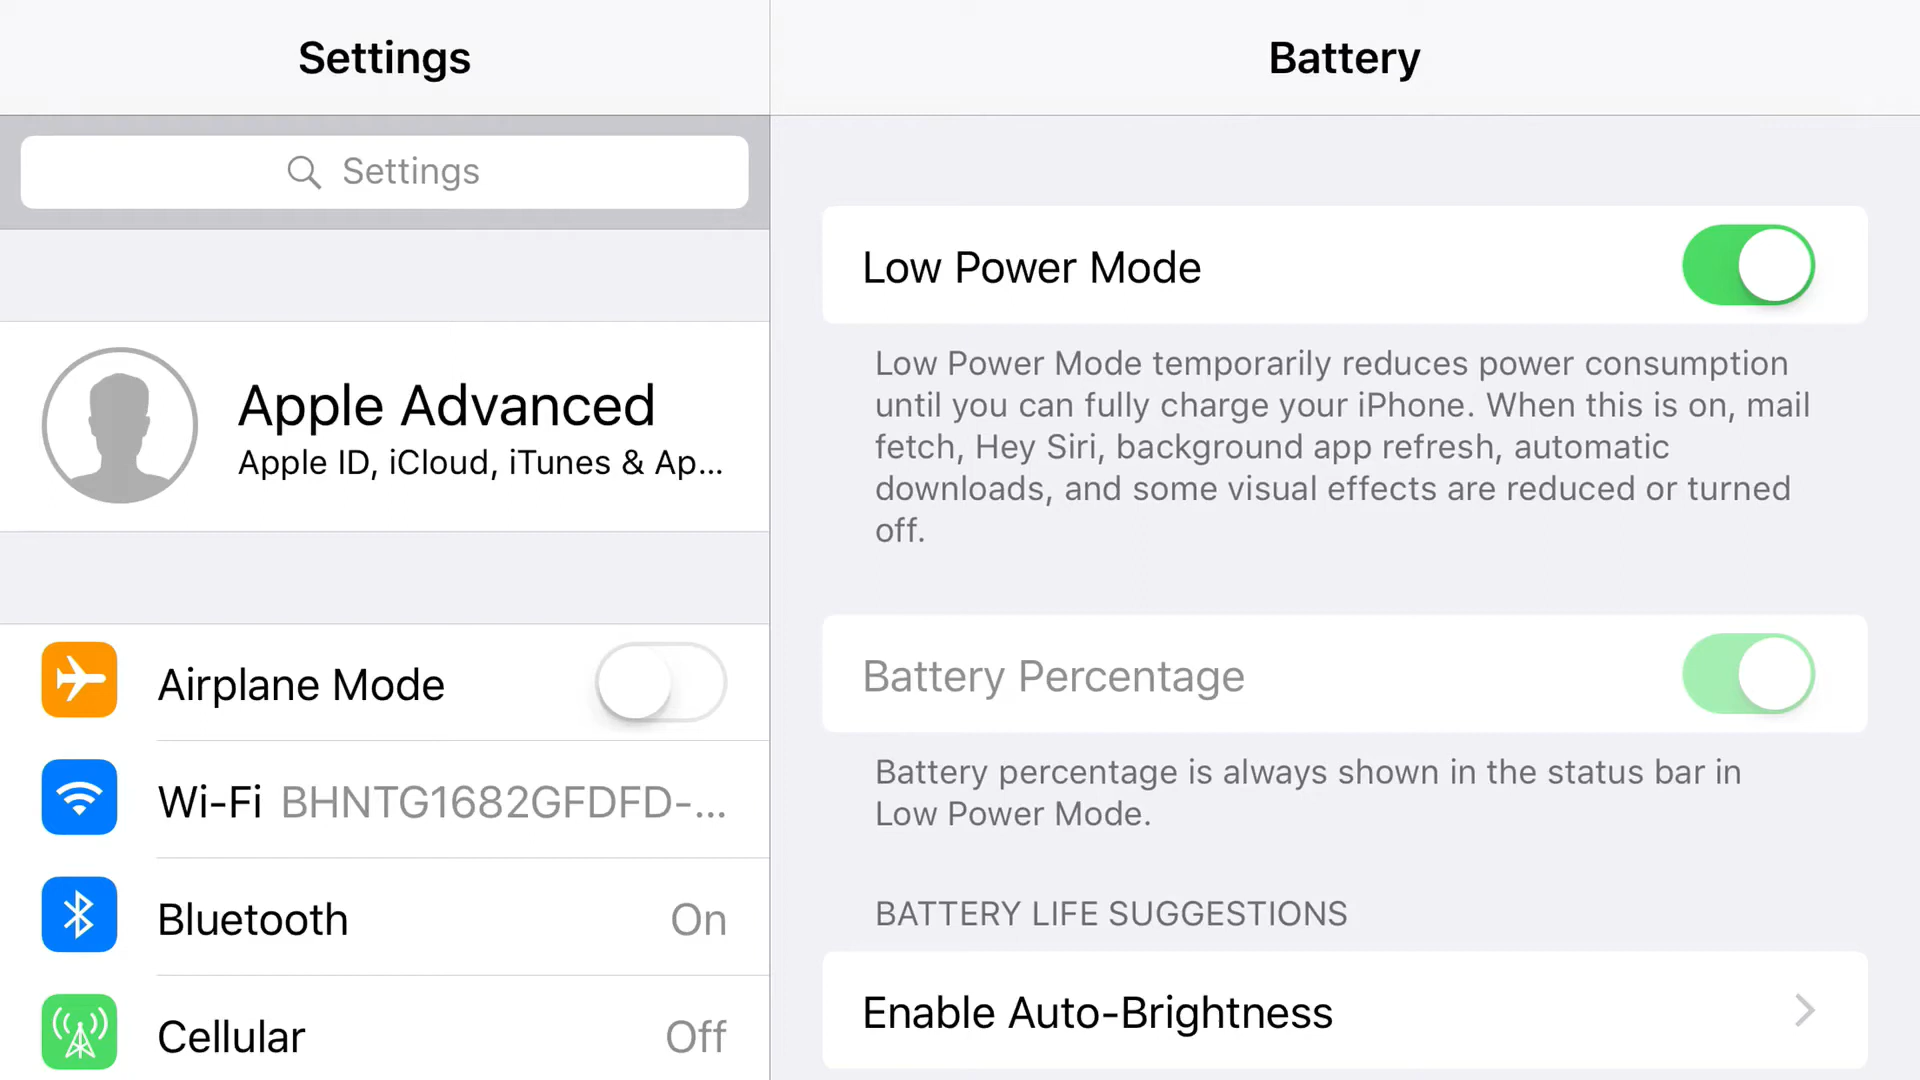 Settings
Settings
Apple Advanced
Apple ID, iCloud, iTunes & Ap...
Airplane Mode
Wi-Fi BHNTG1682GFDFD-...
Bluetooth On
Cellular Off
Battery
Low Power Mode
Low Power Mode temporarily reduces power consumption
until you can fully charge your iPhone. When this is on, mail
fetch, Hey Siri, background app refresh, automatic
downloads, and some visual effects are reduced or turned
off.
Battery Percentage
Battery percentage is always shown in the status bar in
Low Power Mode.
BATTERY LIFE SUGGESTIONS
Enable Auto-Brightness